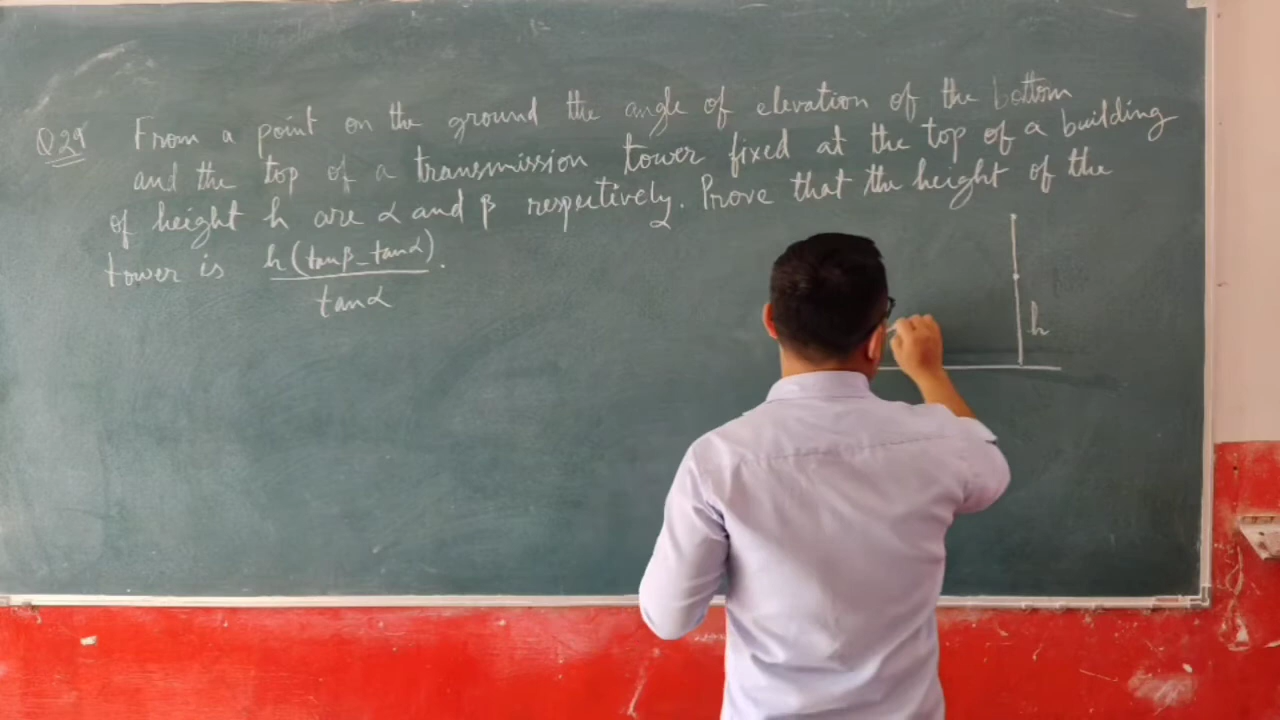 Q29 From a point on the ground the angle of elevation of the bottom
and the top of a transmission tower fixed at the top of a building
of height h are α and β respectively. Prove that the height of the
tower is h(tanβ-tanα)/tanα.
h